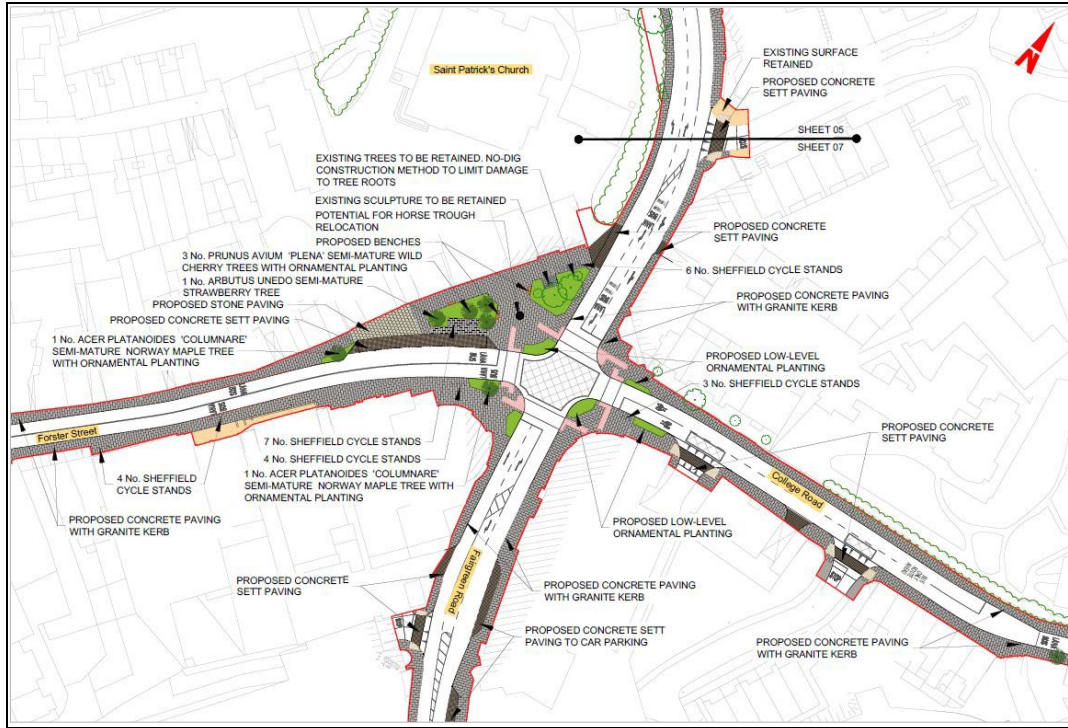 Saint Patrick's Church
N
EXISTING SURFACE
RETAINED
PROPOSED CONCRETE
SETT PAVING
SHEET 05
SHEET 07
EXISTING TREES TO BE RETAINED. NO-DIG
CONSTRUCTION METHOD TO LIMIT DAMAGE
TO TREE ROOTS
EXISTING SCULPTURE TO BE RETAINED
POTENTIAL FOR HORSE TROUGH
RELOCATION
PROPOSED BENCHES
3 No. PRUNUS AVIUM 'PLENA' SEMI-MATURE WILD
CHERRY TREES WITH ORNAMENTAL PLANTING
1 No. ARBUTUS UNEDO SEMI-MATURE
STRAWBERRY TREE
PROPOSED STONE PAVING
PROPOSED CONCRETE SETT PAVING
1 No. ACER PLATANOIDES 'COLUMNARE'
SEMI-MATURE NORWAY MAPLE TREE
WITH ORNAMENTAL PLANTING
PROPOSED CONCRETE
SETT PAVING
6 No. SHEFFIELD CYCLE STANDS
PROPOSED CONCRETE PAVING
WITH GRANITE KERB
PROPOSED LOW-LEVEL
ORNAMENTAL PLANTING
3 No. SHEFFIELD CYCLE STANDS
PROPOSED CONCRETE
SETT PAVING
Forster Street
7 No. SHEFFIELD CYCLE STANDS
4 No. SHEFFIELD CYCLE STANDS
1 No. ACER PLATANOIDES 'COLUMNARE'
SEMI-MATURE NORWAY MAPLE TREE WITH
ORNAMENTAL PLANTING
4 No. SHEFFIELD
CYCLE STANDS
PROPOSED CONCRETE PAVING
WITH GRANITE KERB
College Road
PROPOSED LOW-LEVEL
ORNAMENTAL PLANTING
Fairgreen Road
PROPOSED CONCRETE
SETT PAVING
PROPOSED CONCRETE PAVING
WITH GRANITE KERB
PROPOSED CONCRETE SETT
PAVING TO CAR PARKING
PROPOSED CONCRETE PAVING
WITH GRANITE KERB